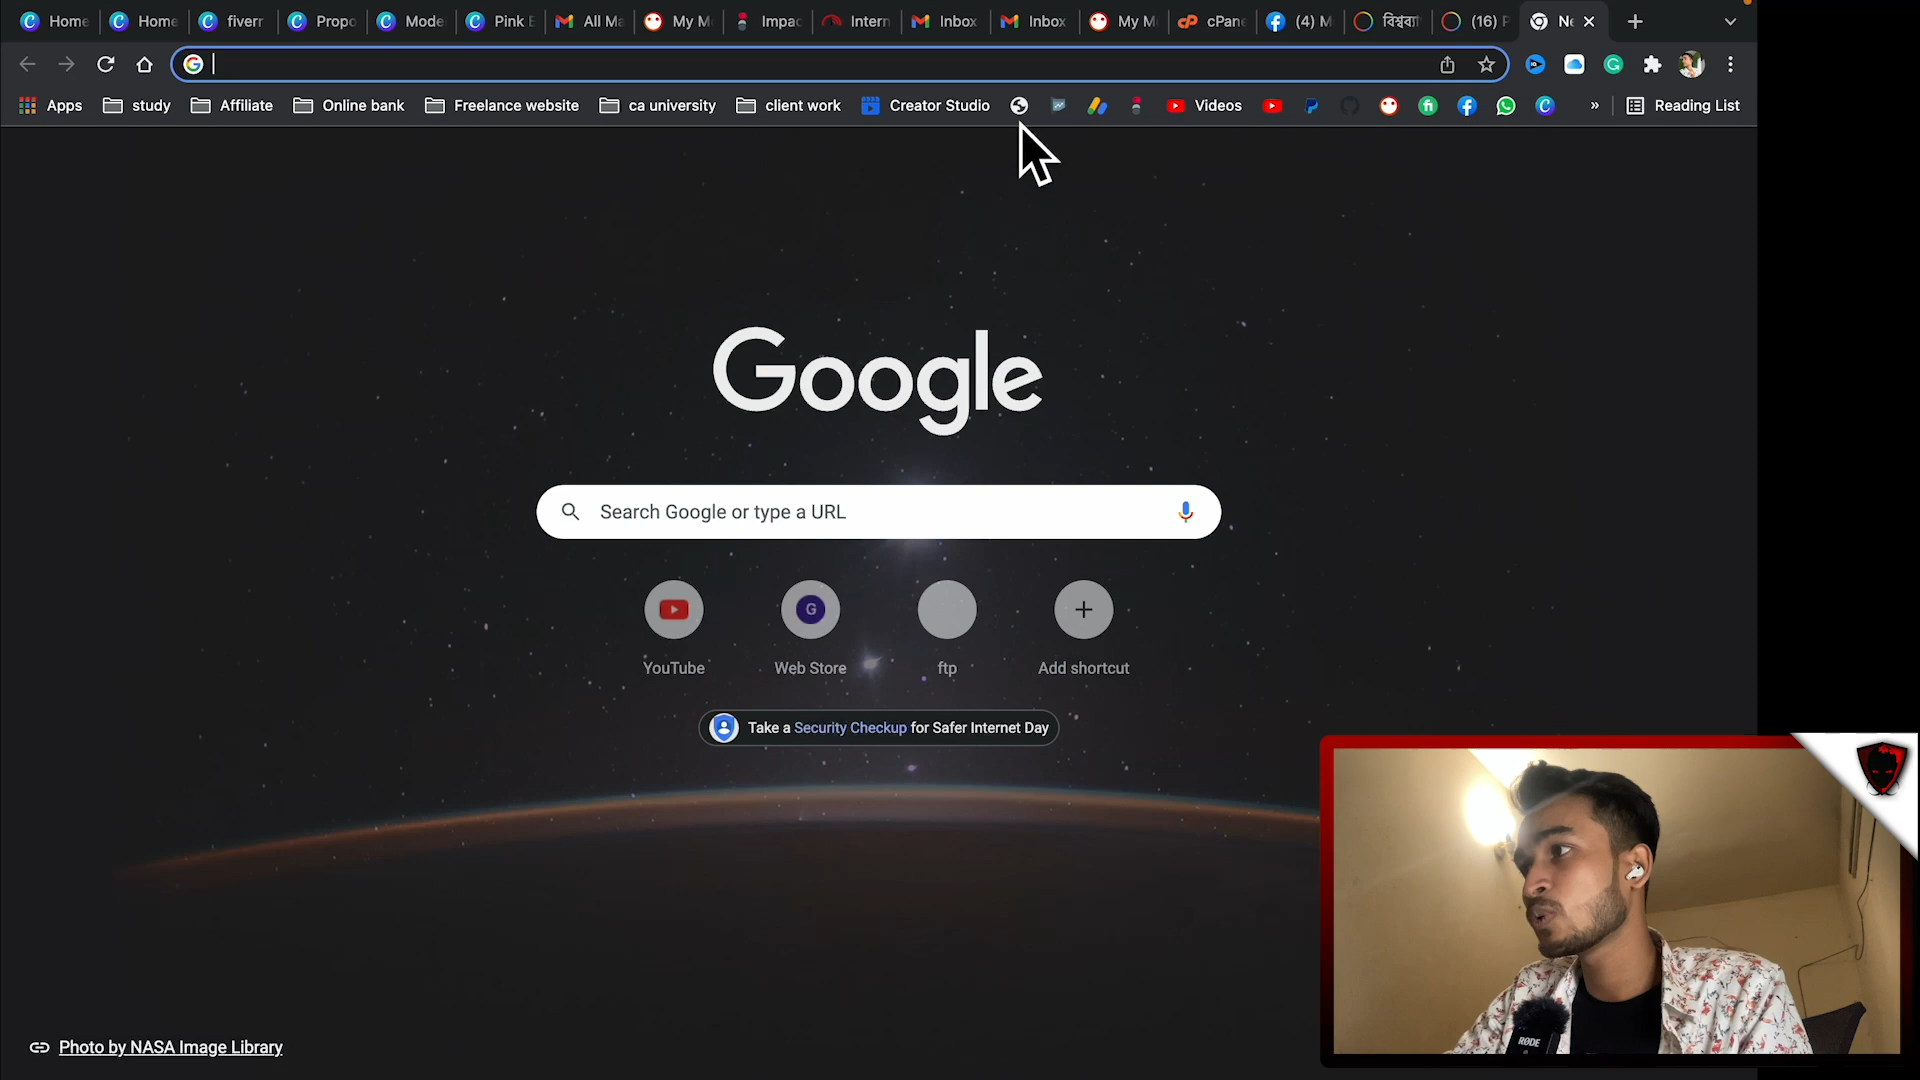 Home Home fiverr Propo Mode Pink E All Ma My M Impac Intern Inbox Inbox My M cPane (4) M বিশ্বব্যা (16) P Ne
Apps study Affiliate Online bank Freelance website ca university client work Creator Studio Videos » Reading List
Google
Search Google or type a URL
G
YouTube Web Store ftp Add shortcut
Take a Security Checkup for Safer Internet Day
RØDE
Photo by NASA Image Library